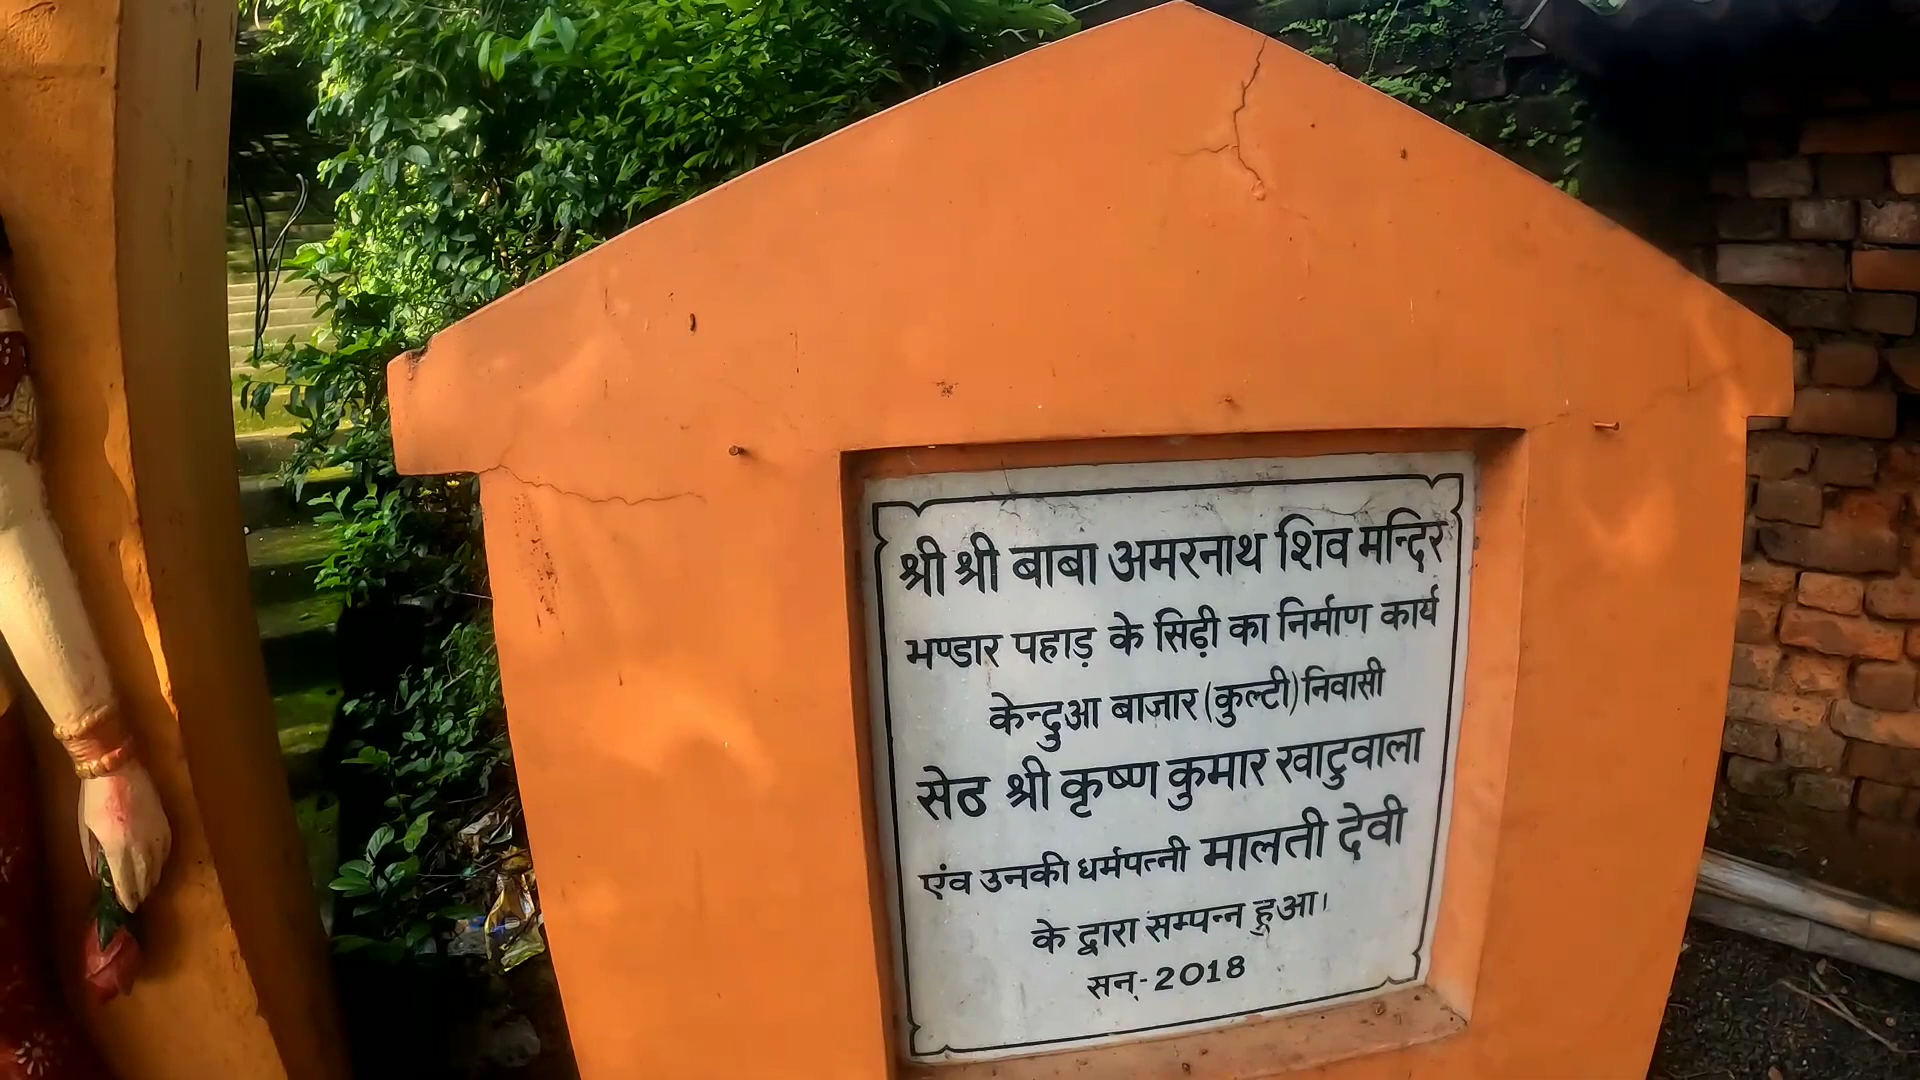 श्री श्री बाबा अमरनाथ शिव मन्दिर
भण्डार पहाड़ के सिढ़ी का निर्माण कार्य
केन्दुआ बाजार (कुल्टी) निवासी
सेठ श्री कृष्ण कुमार खाटुवाला
एंव उनकी धर्मपत्नी मालती देवी
के द्वारा सम्पन्न हुआ।
सन्-2018